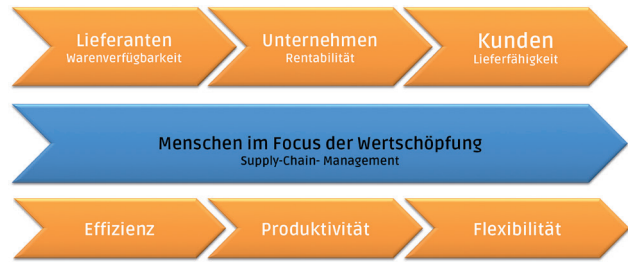 Lieferanten
Warenverfügbarkeit
Unternehmen
Rentabilität
Kunden
Lieferfähigkeit
Menschen im Focus der Wertschöpfung
Supply-Chain- Management
Effizienz
Produktivität
Flexibilität